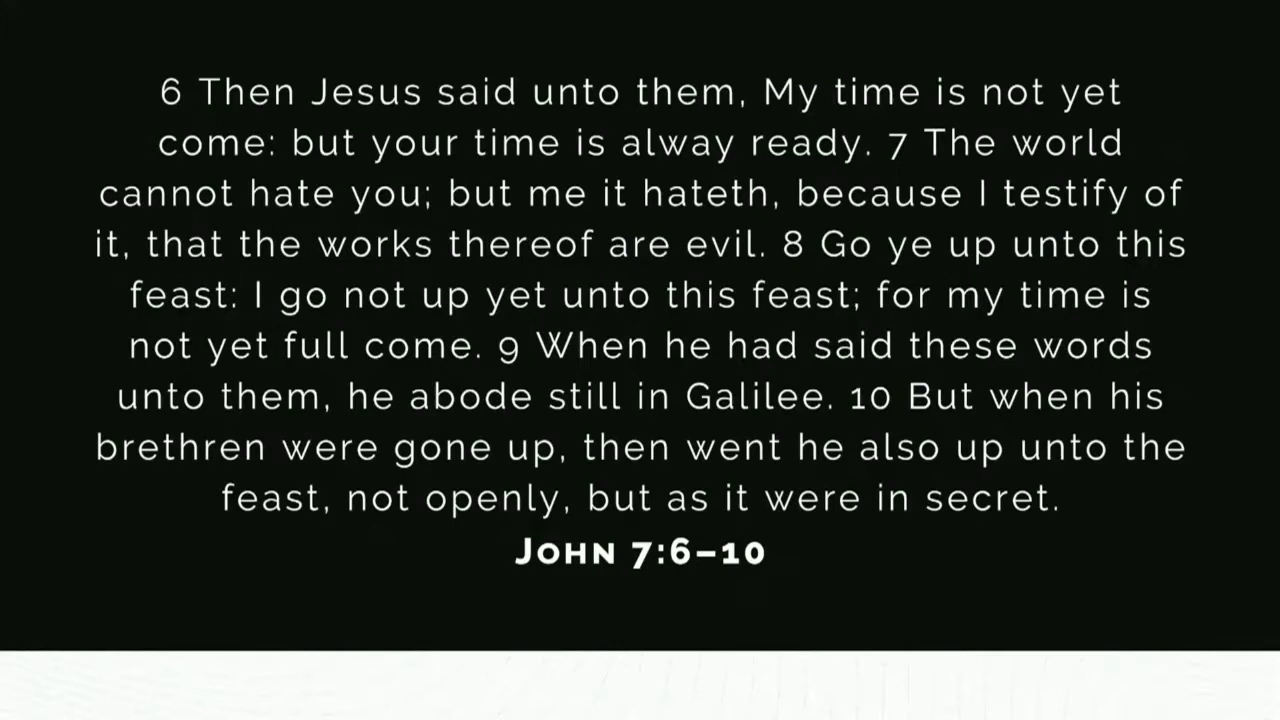 6 Then Jesus said unto them, My time is not yet
come: but your time is alway ready. 7 The world
cannot hate you; but me it hateth, because I testify of
it, that the works thereof are evil. 8 Go ye up unto this
feast: I go not up yet unto this feast; for my time is
not yet full come. 9 When he had said these words
unto them, he abode still in Galilee. 10 But when his
brethren were gone up, then went he also up unto the
feast, not openly, but as it were in secret.
John 7:6–10